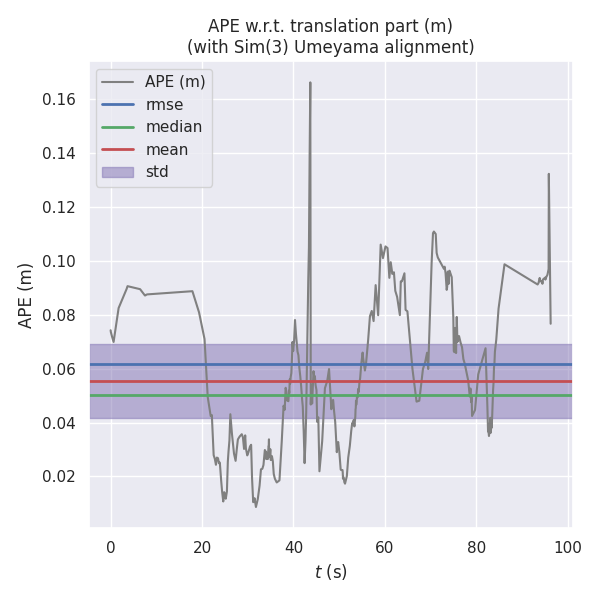 APE w.r.t. translation part (m)
(with Sim(3) Umeyama alignment)
APE (m)
rmse
median
mean
std
0.16
0.14
0.12
0.10
0.08
0.06
0.04
0.02
APE (m)
0 20 40 60 80 100
t (s)